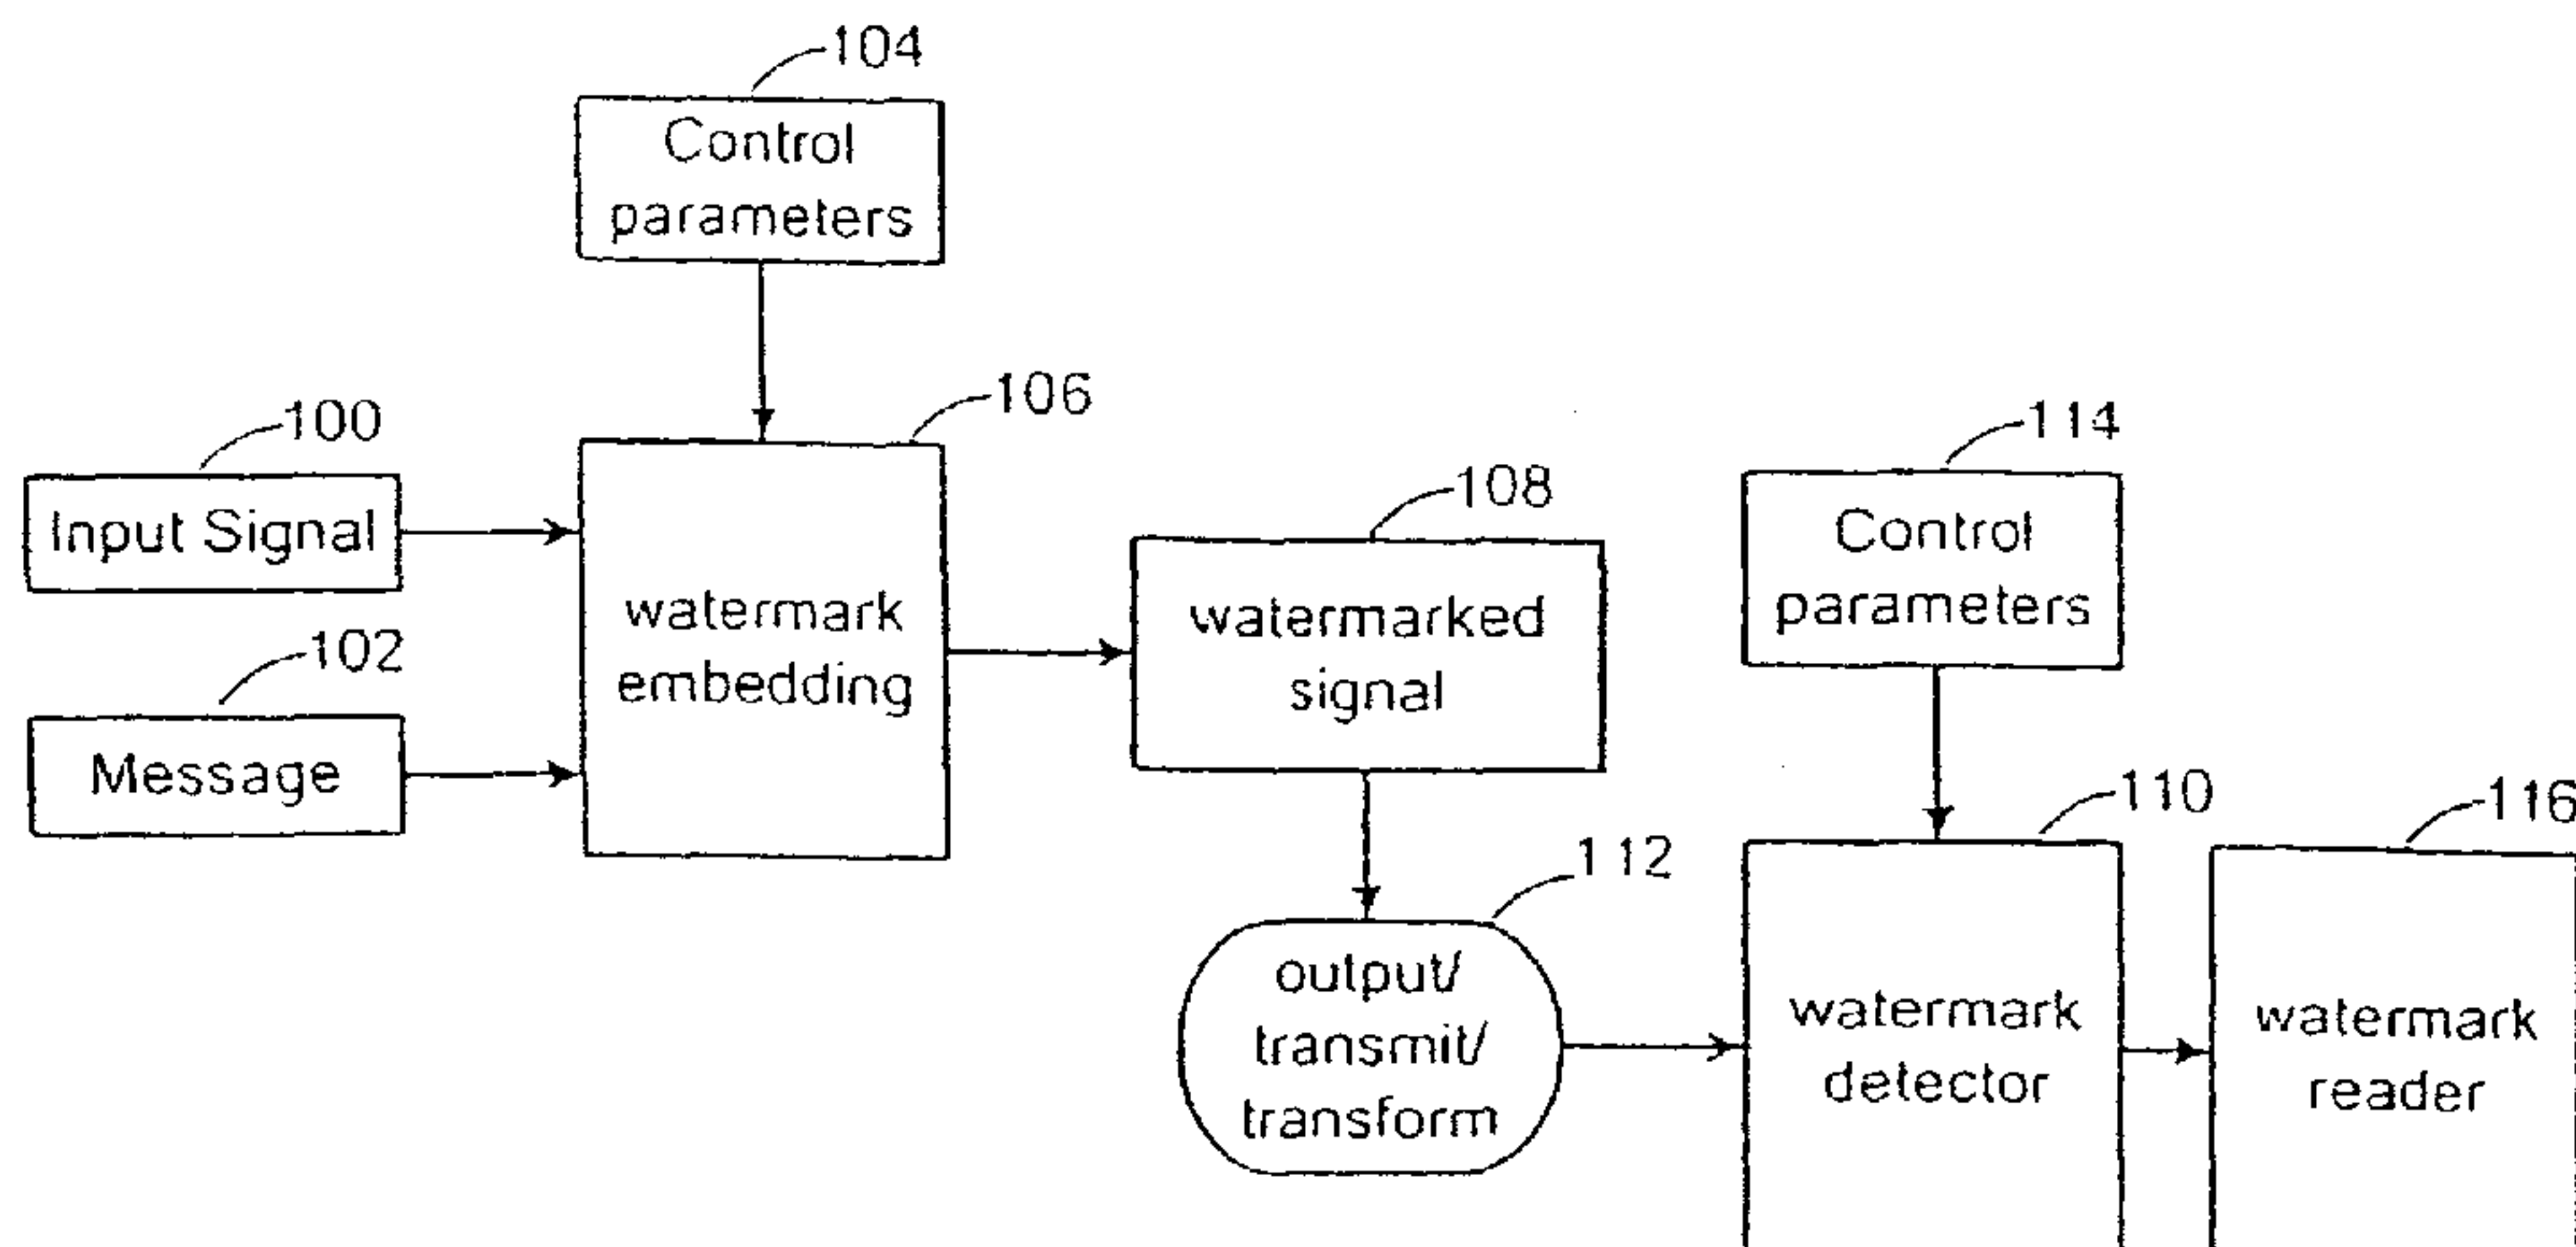 104
Control
parameters
106
100
Input Signal
102
Message
watermark
embedding
108
watermarked
signal
114
Control
parameters
112
output/
transmit/
transform
110
watermark
detector
116
watermark
reader